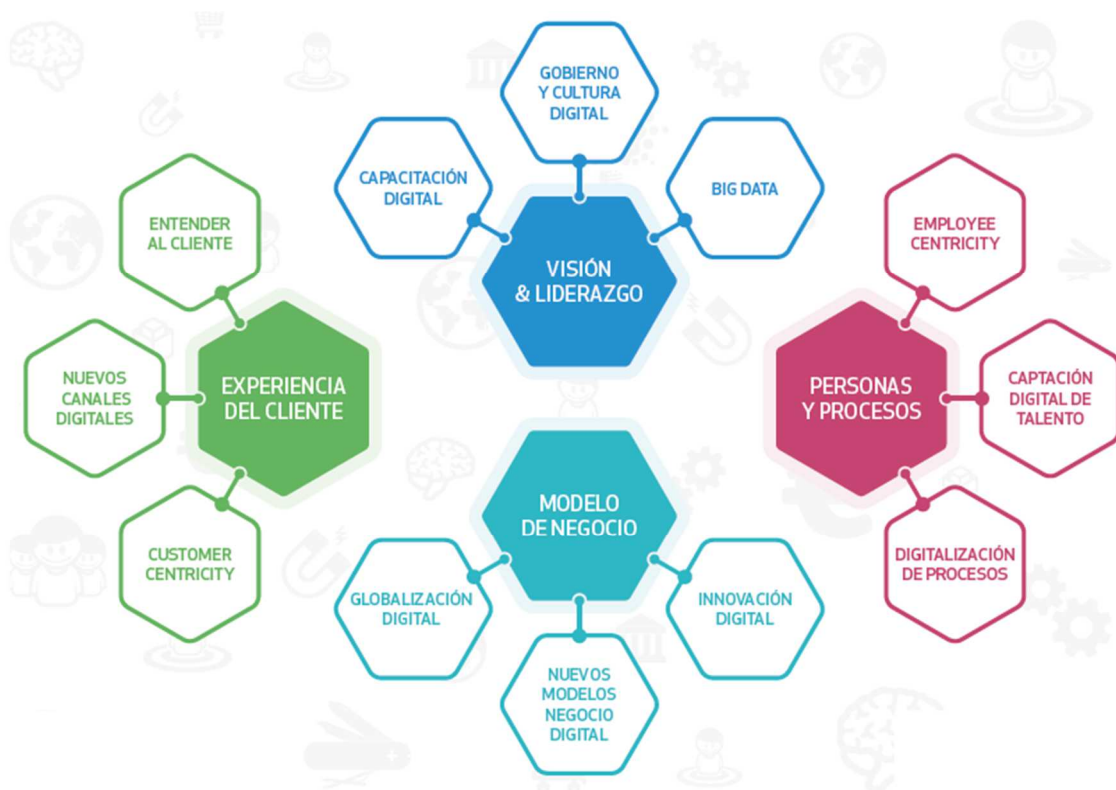 GOBIERNO
Y CULTURA
DIGITAL
CAPACITACIÓN
DIGITAL
BIG DATA
VISIÓN
& LIDERAZGO
ENTENDER
AL CLIENTE
NUEVOS
CANALES
DIGITALES
CUSTOMER
CENTRICITY
EXPERIENCIA
DEL CLIENTE
EMPLOYEE
CENTRICITY
CAPTACIÓN
DIGITAL DE
TALENTO
DIGITALIZACIÓN
DE PROCESOS
PERSONAS
Y PROCESOS
MODELO
DE NEGOCIO
GLOBALIZACIÓN
DIGITAL
NUEVOS
MODELOS
NEGOCIO
DIGITAL
INNOVACIÓN
DIGITAL